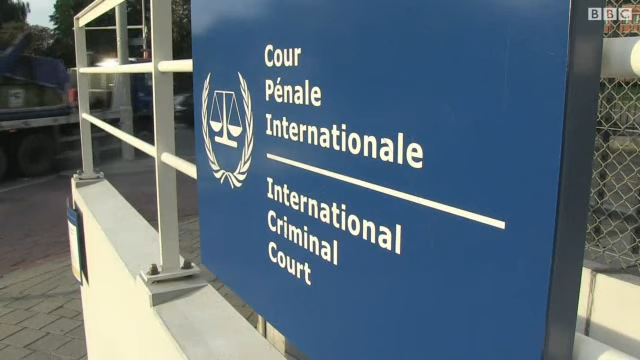 BBC
Cour
Pénale
Internationale
International
Criminal
Court